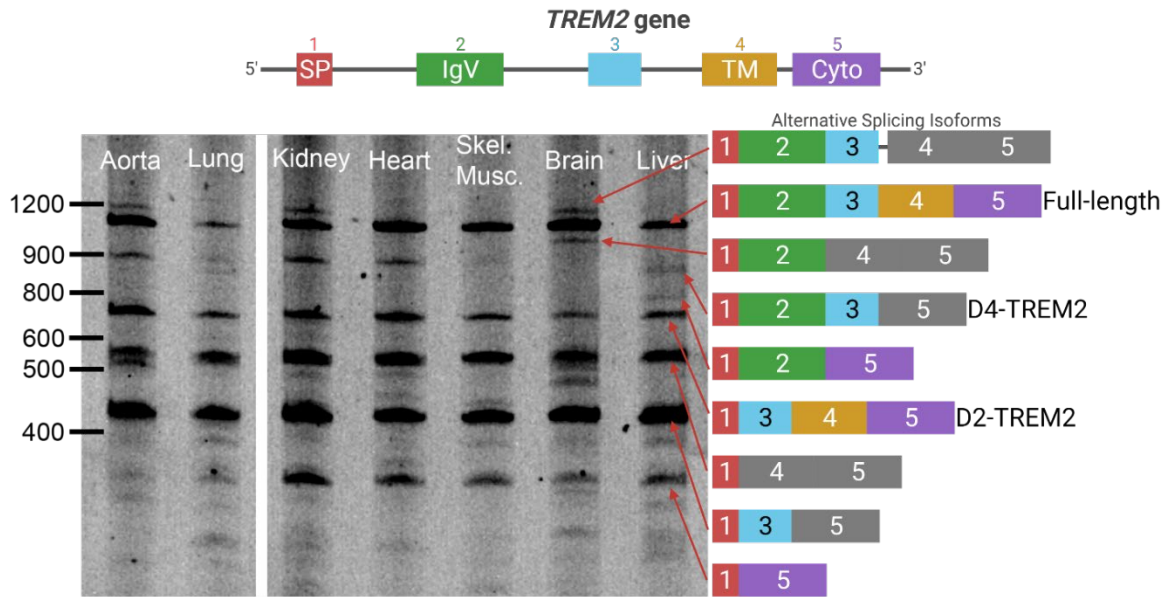 TREM2 gene
1 2 3 4 5
5' SP IgV TM Cyto 3'
Alternative Splicing Isoforms
Aorta Lung Kidney Heart Skel. Musc. Brain Liver
1200
900
800
600
500
400
1 2 3 4 5
1 2 3 4 5 Full-length
1 2 4 5
1 2 3 5 D4-TREM2
1 2 5
1 3 4 5 D2-TREM2
1 4 5
1 3 5
1 5